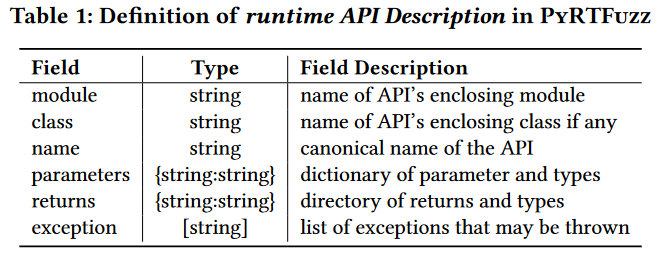 Table 1: Definition of runtime API Description in PyRTFuzz
Field Type Field Description
module string name of API's enclosing module
class string name of API's enclosing class if any
name string canonical name of the API
parameters {string:string} dictionary of parameter and types
returns {string:string} directory of returns and types
exception [string] list of exceptions that may be thrown